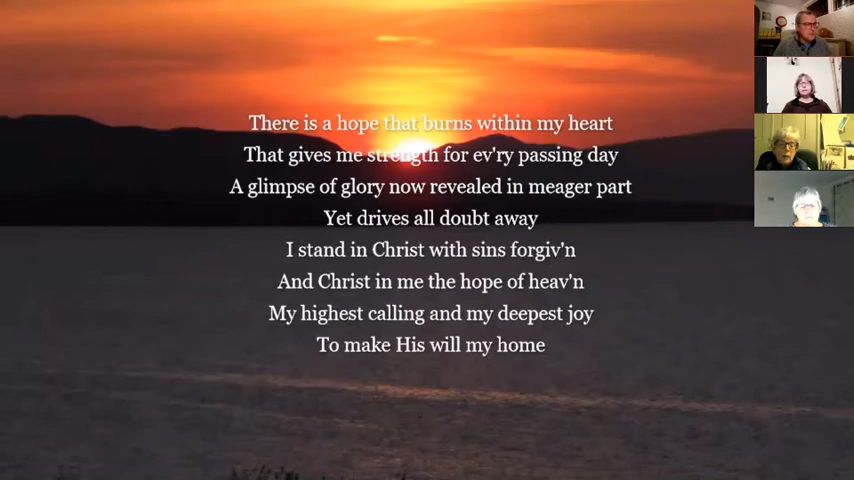 There is a hope that burns within my heart
That gives me strength for ev'ry passing day
A glimpse of glory now revealed in meager part
Yet drives all doubt away
I stand in Christ with sins forgiv'n
And Christ in me the hope of heav'n
My highest calling and my deepest joy
To make His will my home